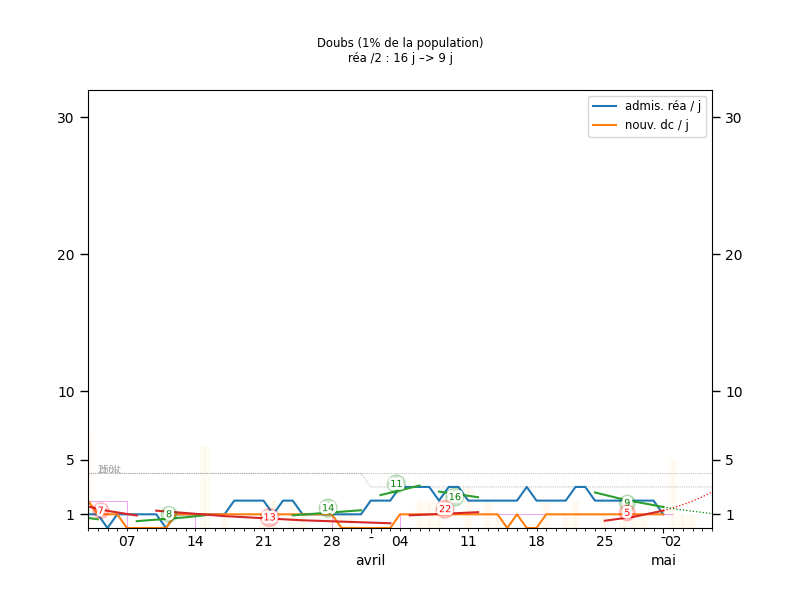 Doubs (1% de la population)
réa /2 : 16 j –> 9 j
admis. réa / j
nouv. dc / j
30 30
20 20
10 10
5 5
1 1
7 8 13 14 11 22 16 9 5
07 14 21 28 - 04 11 18 25 -02
avril mai